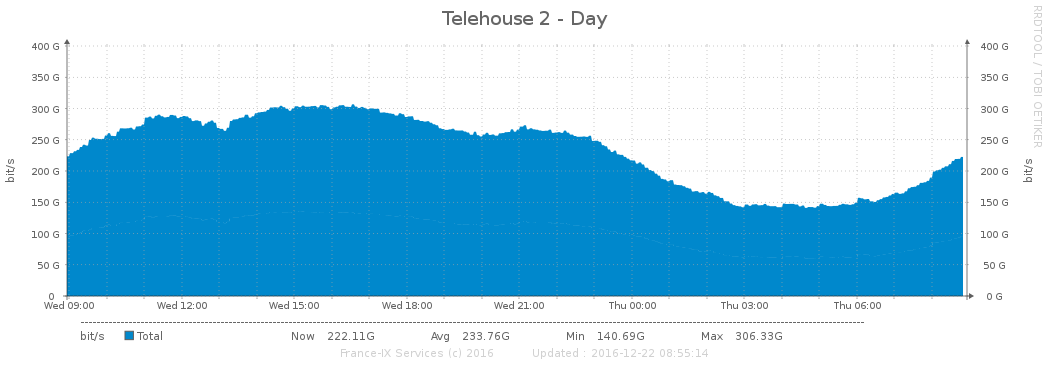 Telehouse 2 - Day
RRDTOOL / TOBI OETIKER
400 G 400 G
350 G 350 G
300 G 300 G
250 G 250 G
200 G 200 G
150 G 150 G
100 G 100 G
50 G 50 G
0 0 G
bit/s bit/s
Wed 09:00 Wed 12:00 Wed 15:00 Wed 18:00 Wed 21:00 Thu 00:00 Thu 03:00 Thu 06:00
bit/s Total Now 222.11G Avg 233.76G Min 140.69G Max 306.33G
France-IX Services (c) 2016 Updated : 2016-12-22 08:55:14